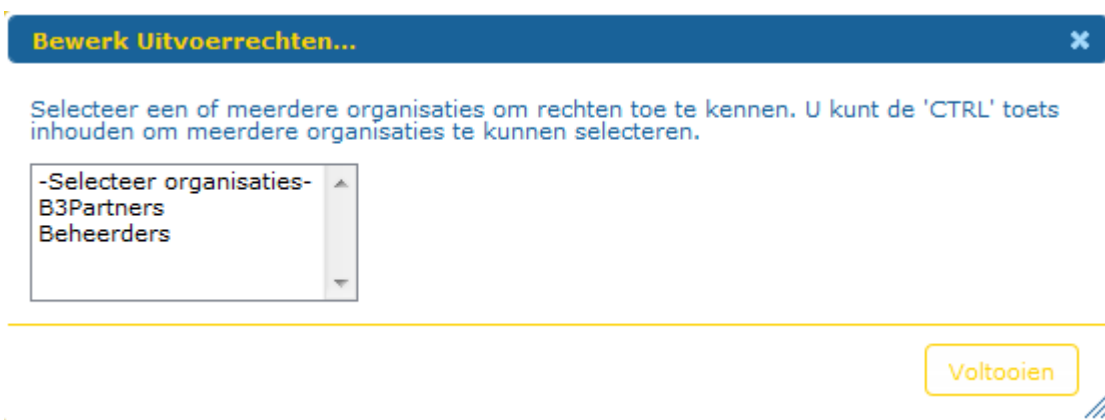 Bewerk Uitvoerrechten...
Selecteer een of meerdere organisaties om rechten toe te kennen. U kunt de 'CTRL' toets
inhouden om meerdere organisaties te kunnen selecteren.
-Selecteer organisaties-
B3Partners
Beheerders
Voltooien